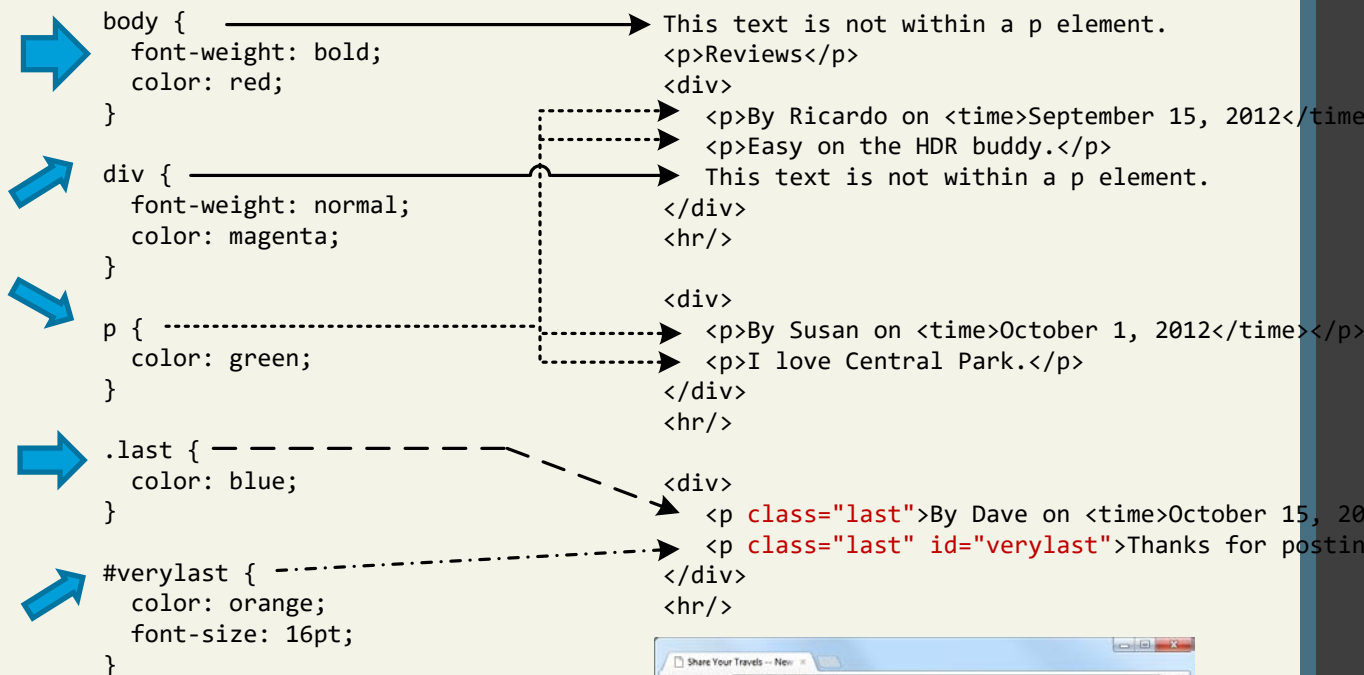 body {
  font-weight: bold;
  color: red;
}
div {
  font-weight: normal;
  color: magenta;
}
p {
  color: green;
}
.last {
  color: blue;
}
#verylast {
  color: orange;
  font-size: 16pt;
}
This text is not within a p element.
<p>Reviews</p>
<div>
  <p>By Ricardo on <time>September 15, 2012</time
  <p>Easy on the HDR buddy.</p>
  This text is not within a p element.
</div>
<hr/>
<div>
  <p>By Susan on <time>October 1, 2012</time></p>
  <p>I love Central Park.</p>
</div>
<hr/>
<div>
  <p class="last">By Dave on <time>October 15, 20
  <p class="last" id="verylast">Thanks for postin
</div>
<hr/>
Share Your Travels -- New